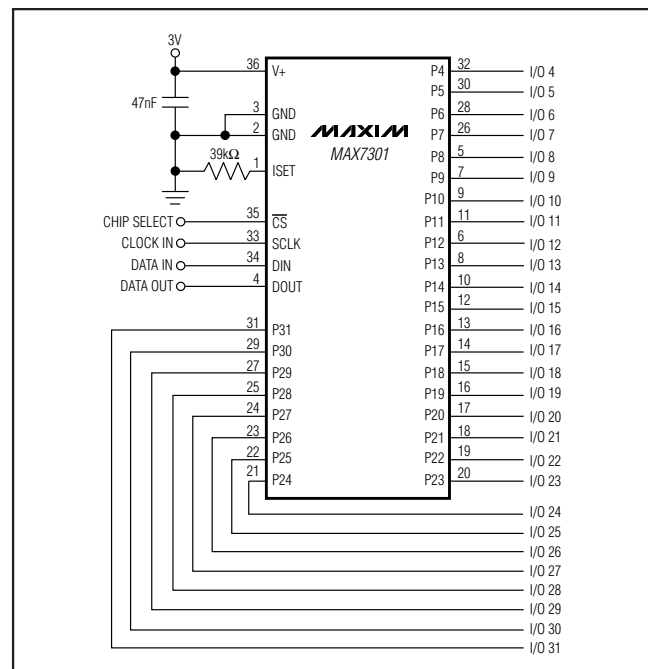 3V
36 V+ P4 32 I/O 4
P5 30 I/O 5
47nF
3 GND P6 28 I/O 6
2 GND P7 26 I/O 7
MAXIM
MAX7301
P8 5 I/O 8
39kΩ 1 ISET P9 7 I/O 9
P10 9 I/O 10
CHIP SELECT 35 CS P11 11 I/O 11
CLOCK IN 33 SCLK P12 6 I/O 12
DATA IN 34 DIN P13 8 I/O 13
DATA OUT 4 DOUT P14 10 I/O 14
P15 12 I/O 15
31 P31 P16 13 I/O 16
29 P30 P17 14 I/O 17
27 P29 P18 15 I/O 18
25 P28 P19 16 I/O 19
24 P27 P20 17 I/O 20
23 P26 P21 18 I/O 21
22 P25 P22 19 I/O 22
21 P24 P23 20 I/O 23
I/O 24
I/O 25
I/O 26
I/O 27
I/O 28
I/O 29
I/O 30
I/O 31